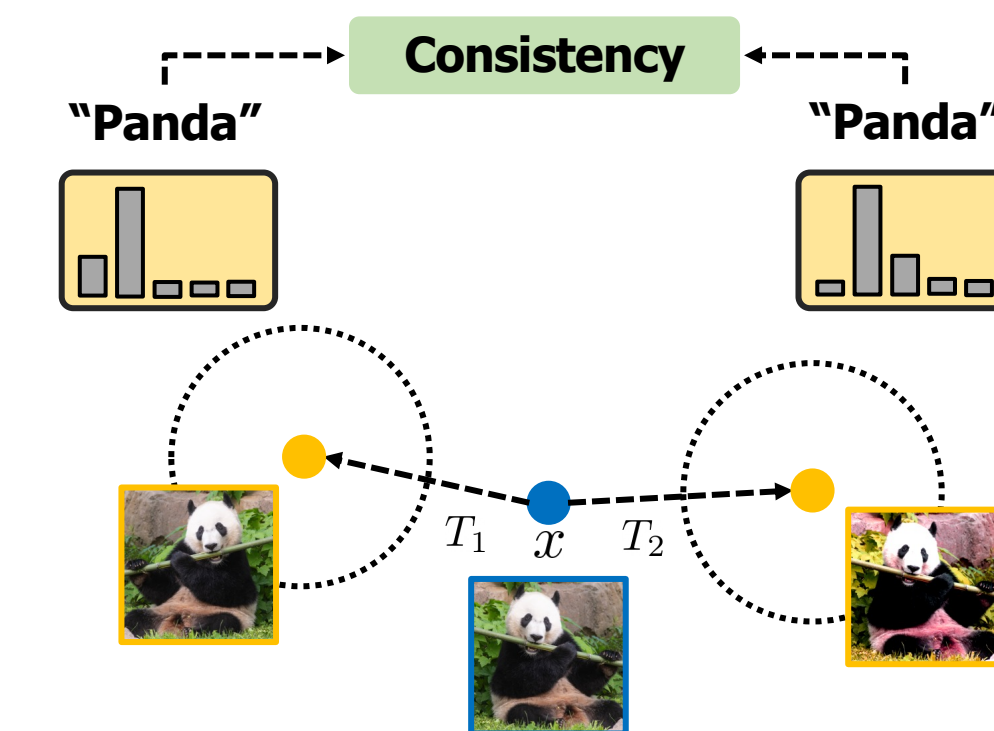 Consistency
“Panda”
“Panda”
T₁
x
T₂